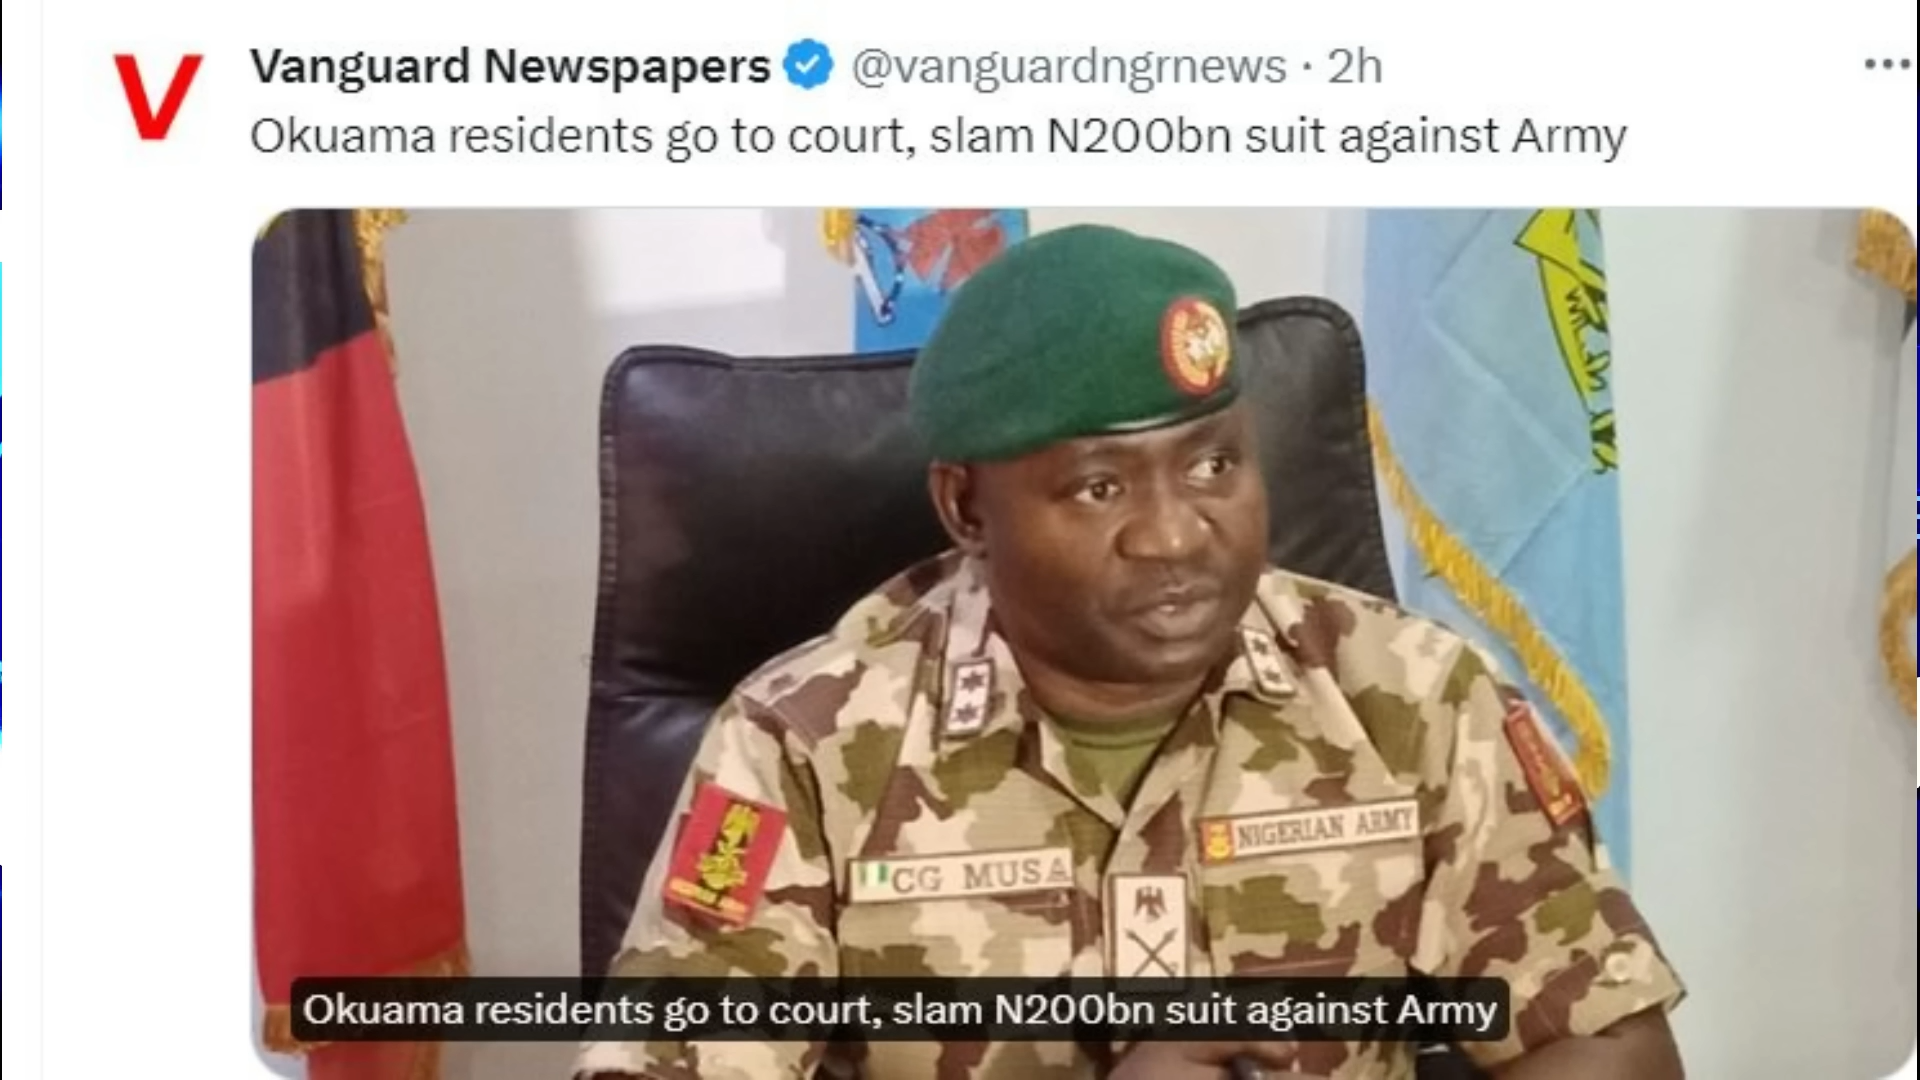 V
Vanguard Newspapers @vanguardngrnews · 2h
Okuama residents go to court, slam N200bn suit against Army
CG MUSA
NIGERIAN ARMY
Okuama residents go to court, slam N200bn suit against Army